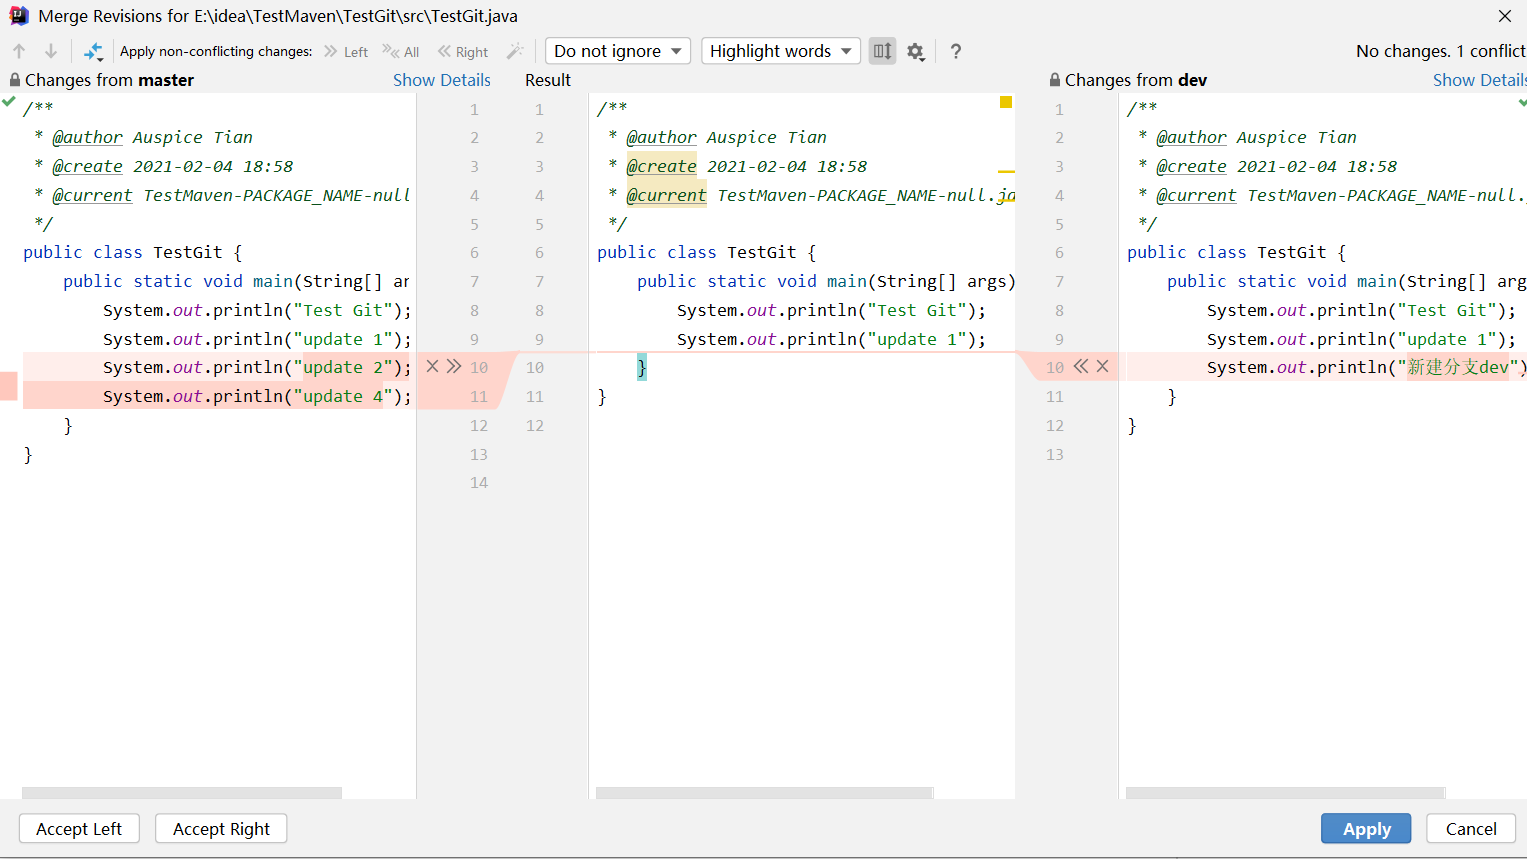 Merge Revisions for E:\idea\TestMaven\TestGit\src\TestGit.java
Apply non-conflicting changes: Left All Right Do not ignore Highlight words ? No changes. 1 conflict
Changes from master Show Details Result Changes from dev Show Details
/** 1 1 /** 1 /**
* @author Auspice Tian 2 2 * @author Auspice Tian 2 * @author Auspice Tian
* @create 2021-02-04 18:58 3 3 * @create 2021-02-04 18:58 3 * @create 2021-02-04 18:58
* @current TestMaven-PACKAGE_NAME-null 4 4 * @current TestMaven-PACKAGE_NAME-null.ja 4 * @current TestMaven-PACKAGE_NAME-null.
*/ 5 5 */ 5 */
public class TestGit { 6 6 public class TestGit { 6 public class TestGit {
public static void main(String[] ar 7 7 public static void main(String[] args) 7 public static void main(String[] arg
System.out.println("Test Git"); 8 8 System.out.println("Test Git"); 8 System.out.println("Test Git");
System.out.println("update 1"); 9 9 System.out.println("update 1"); 9 System.out.println("update 1");
System.out.println("update 2"); 10 10 } 10 System.out.println("新建分支dev")
System.out.println("update 4"); 11 11 } 11 }
} 12 12 12 }
} 13 13
14
Accept Left Accept Right Apply Cancel